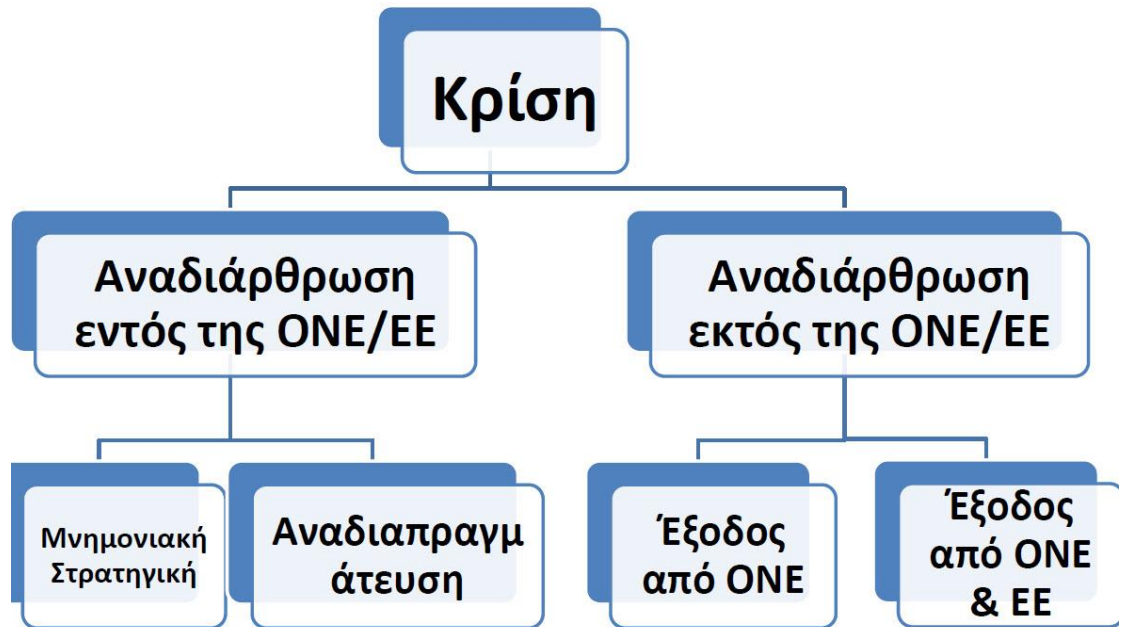 Κρίση
Αναδιάρθρωση
εντός της ΟΝΕ/ΕΕ
Αναδιάρθρωση
εκτός της ΟΝΕ/ΕΕ
Μνημονιακή
Στρατηγική
Αναδιαπραγμ
άτευση
Έξοδος
από ΟΝΕ
Έξοδος
από ΟΝΕ
& ΕΕ